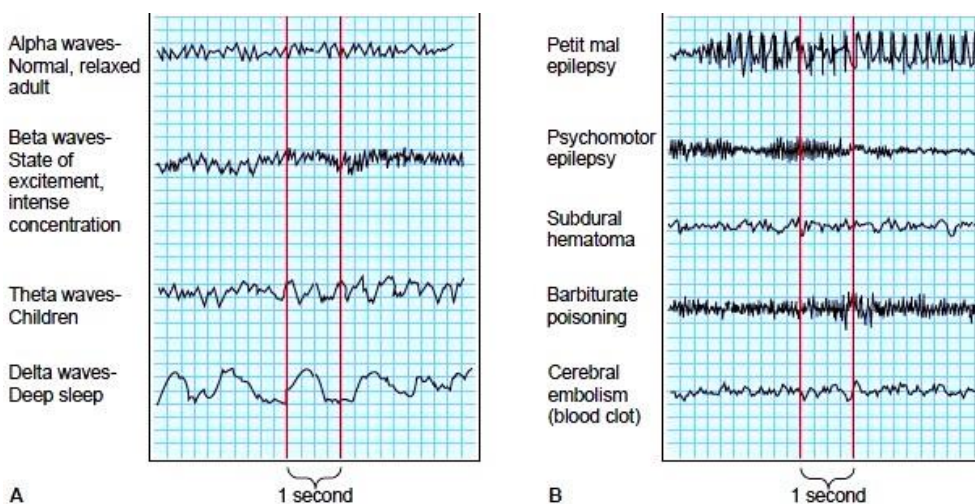 Alpha waves-
Normal, relaxed
adult
Beta waves-
State of
excitement,
intense
concentration
Theta waves-
Children
Delta waves-
Deep sleep
A
1 second
Petit mal
epilepsy
Psychomotor
epilepsy
Subdural
hematoma
Barbiturate
poisoning
Cerebral
embolism
(blood clot)
B
1 second